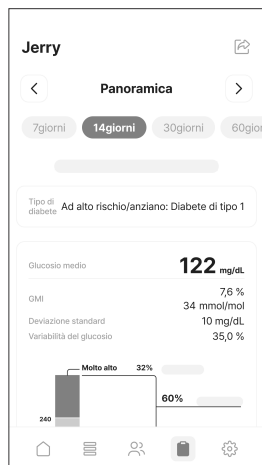 Jerry
Panoramica
7giorni 14giorni 30giorni 60gior
Tipo di diabete Ad alto rischio/anziano: Diabete di tipo 1
Glucosio medio 122 mg/dL
GMI 7,6 %
34 mmol/mol
Deviazione standard 10 mg/dL
Variabilità del glucosio 35,0 %
Molto alto 32%
60%
240